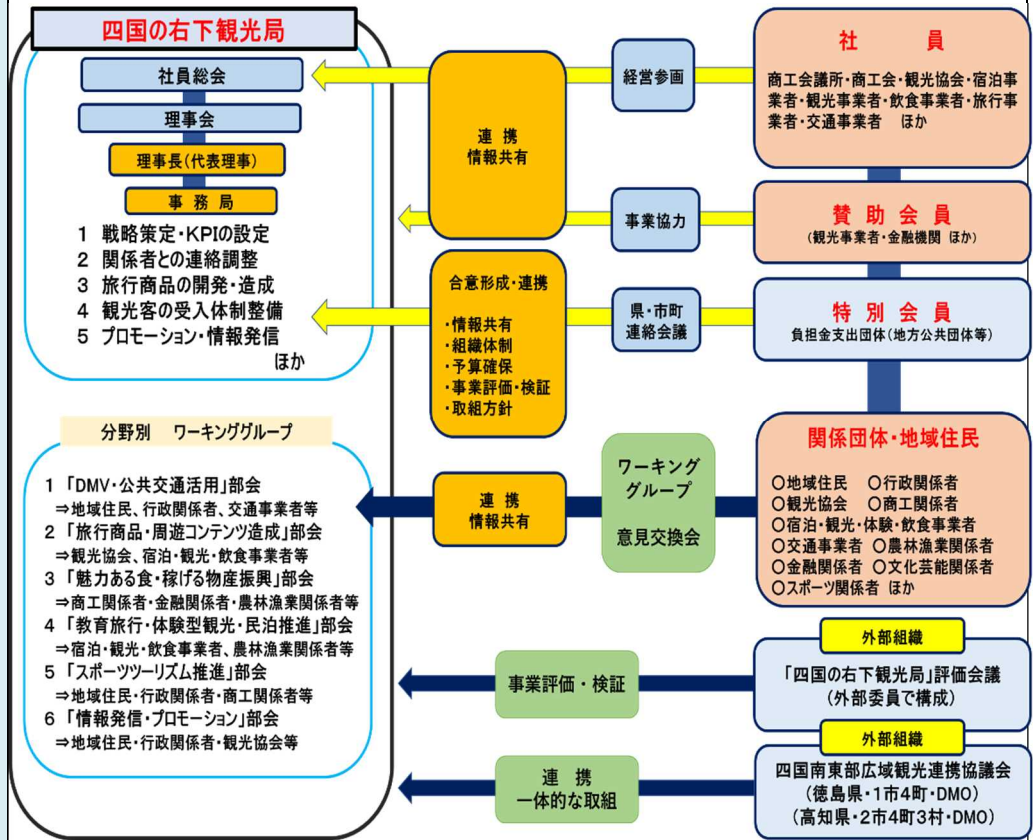 四国の右下観光局
社員総会
理事会
理事長(代表理事)
事 務 局
1 戦略策定・KPIの設定
2 関係者との連絡調整
3 旅行商品の開発・造成
4 観光客の受入体制整備
5 プロモーション・情報発信
ほか
分野別 ワーキンググループ
1 「DMV・公共交通活用」部会
⇒地域住民、行政関係者、交通事業者等
2 「旅行商品・周遊コンテンツ造成」部会
⇒観光協会、宿泊・観光・飲食事業者等
3 「魅力ある食・稼げる物産振興」部会
⇒商工関係者・金融関係者・農林漁業関係者等
4 「教育旅行・体験型観光・民泊推進」部会
⇒宿泊・観光・飲食事業者、農林漁業関係者等
5 「スポーツツーリズム推進」部会
⇒地域住民・行政関係者・商工関係者等
6 「情報発信・プロモーション」部会
⇒地域住民・行政関係者・観光協会等
連 携
情報共有
合意形成・連携
・情報共有
・組織体制
・予算確保
・事業評価・検証
・取組方針
連 携
情報共有
経営参画
事業協力
県・市町
連絡会議
ワーキング
グループ
意見交換会
事業評価・検証
連 携
一体的な取組
社 員
商工会議所・商工会・観光協会・宿泊事
業者・観光事業者・飲食事業者・旅行事
業者・交通事業者 ほか
賛 助 会 員
(観光事業者・金融機関 ほか)
特 別 会 員
負担金支出団体(地方公共団体等)
関係団体・地域住民
○地域住民 ○行政関係者
○観光協会 ○商工関係者
○宿泊・観光・体験・飲食事業者
○交通事業者 ○農林漁業関係者
○金融関係者 ○文化芸能関係者
○スポーツ関係者 ほか
外部組織
「四国の右下観光局」評価会議
(外部委員で構成)
外部組織
四国南東部広域観光連携協議会
(徳島県・1市4町・DMO)
(高知県・2市4町3村・DMO)